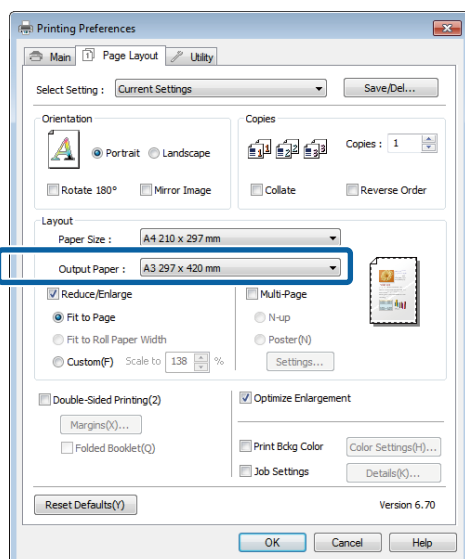 Printing Preferences
Main Page Layout Utility
Select Setting : Current Settings Save/Del...
Orientation Copies
Portrait Landscape Copies : 1
Rotate 180° Mirror Image Collate Reverse Order
Layout
Paper Size : A4 210 x 297 mm
Output Paper : A3 297 x 420 mm
Reduce/Enlarge Multi-Page
Fit to Page N-up
Fit to Roll Paper Width Poster(N)
Custom(F) Scale to 138 % Settings...
Double-Sided Printing(2) Optimize Enlargement
Margins(X)...
Folded Booklet(Q) Print Bckg Color Color Settings(H)...
Job Settings Details(K)...
Reset Defaults(Y) Version 6.70
OK Cancel Help